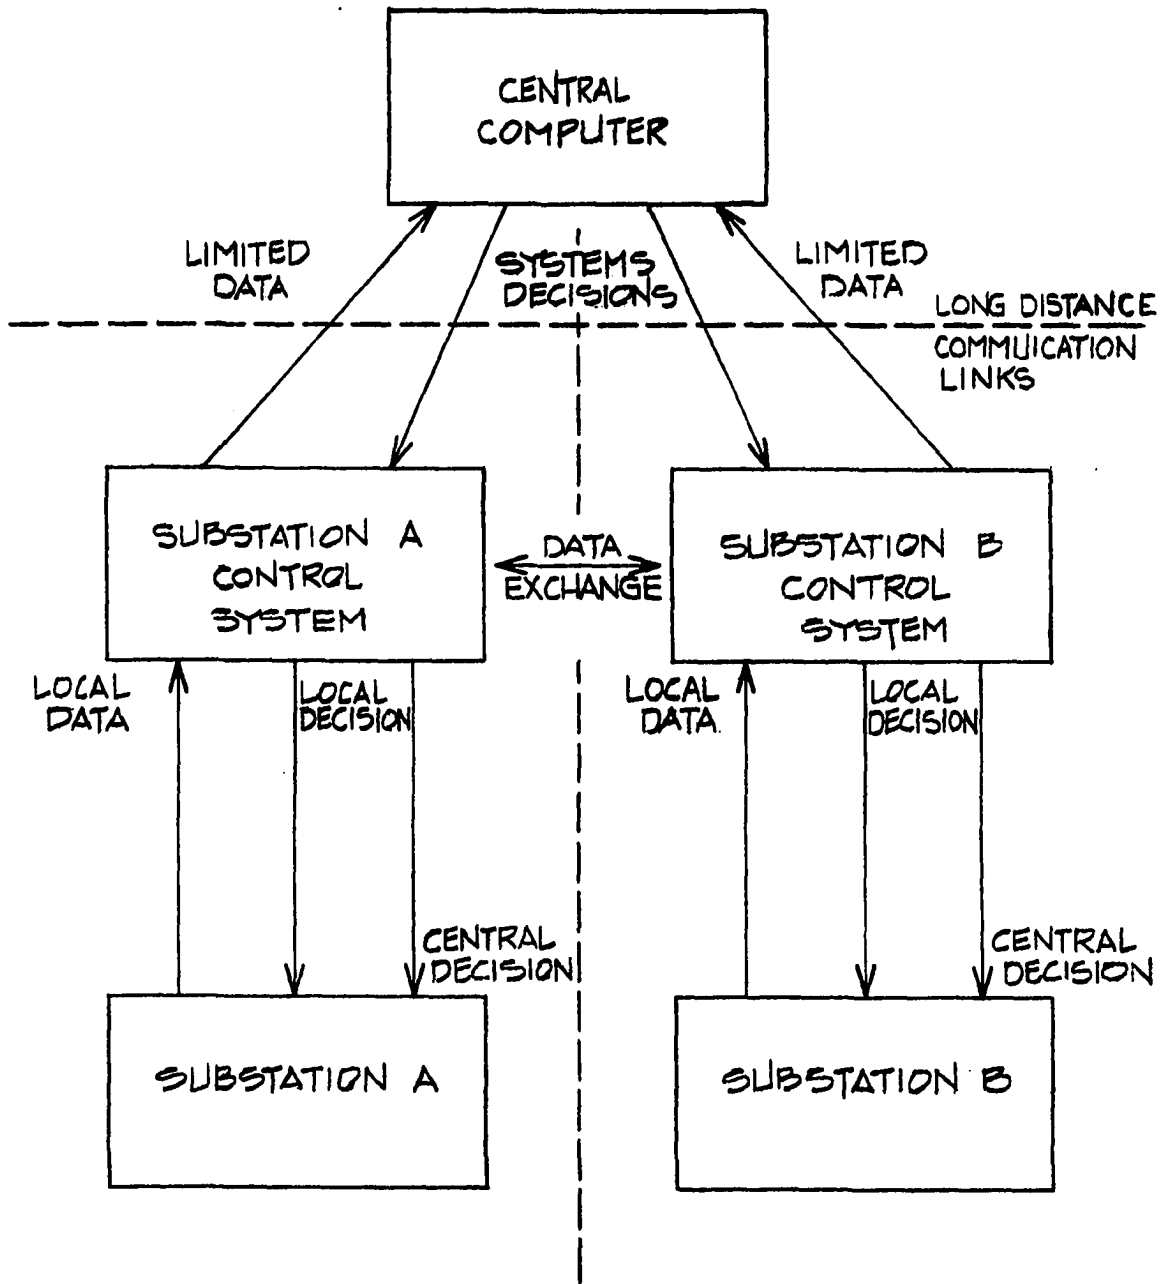 CENTRAL
COMPUTER
LIMITED
DATA
SYSTEMS
DECISIONS
LIMITED
DATA
LONG DISTANCE
COMMUICATION
LINKS
SUBSTATION A
CONTROL
SYSTEM
DATA
EXCHANGE
SUBSTATION B
CONTROL
SYSTEM
LOCAL
DATA
LOCAL
DECISION
LOCAL
DATA
LOCAL
DECISION
CENTRAL
DECISION
CENTRAL
DECISION
SUBSTATION A
SUBSTATION B